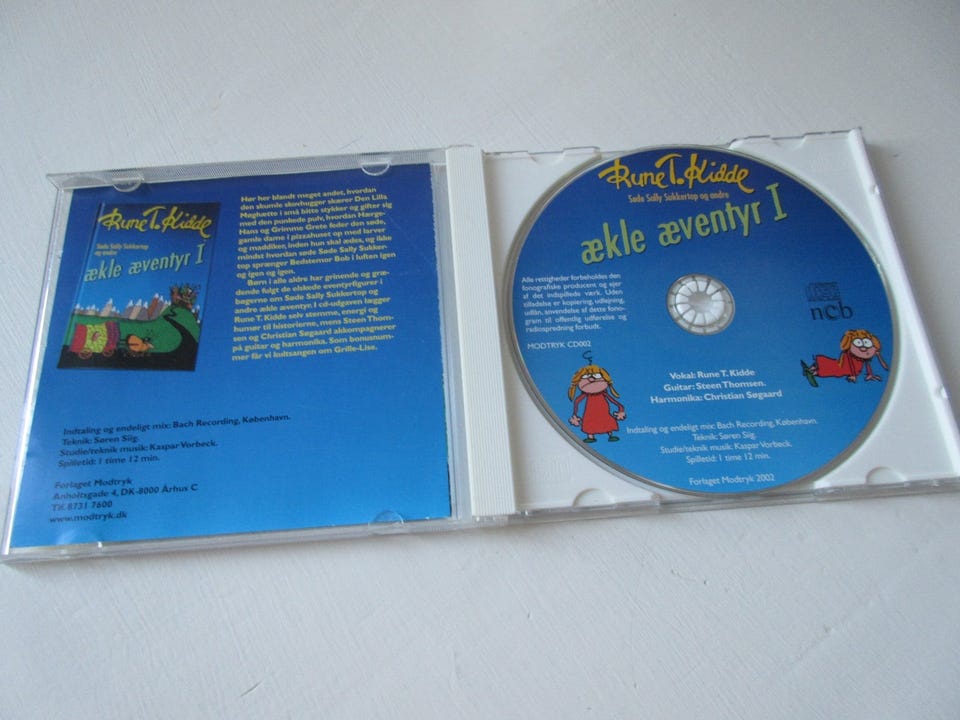 Rune T. Kidde
Søde Sally Sukkertop
og andre
ækle æventyr I
Hør her blandt meget andet, hvordan
den skumle skovhugger skærer Den Lilla
Møghætte i små bitte stykker og gifter sig
med den punkede pulv, hvordan Hærge-
Hans og Grimme Grete feder den søde,
gamle dame i pizzahuset op med larver
og maddiker, inden hun skal ædes, og ikke
mindst hvordan søde Søde Sally Sukker-
top sprænger Bedstemor Bob i luften igen
og igen og igen.
Børn i alle aldre har grinende og græ-
dende fulgt de elskede æventyrfigurer i
bøgerne om Søde Sally Sukkertop og
andre ækle æventyr. I cd-udgaven lægger
Rune T. Kidde selv stemme, energi og
humør til historierne, mens Steen Thom-
sen og Christian Søgaard akkompagnerer
på guitar og harmonika. Som bonusnum-
mer får vi kultsangen om Grille-Lise.
Indtaling og endeligt mix: Bach Recording, København.
Teknik: Søren Siig.
Studie/teknik musik: Kaspar Vorbeck.
Spilletid: 1 time 12 min.
Forlaget Modtryk
Anholtsgade 4, DK-8000 Århus C
Tlf. 8731 7600
www.modtryk.dk
Rune T. Kidde
Søde Sally Sukkertop og andre
ækle æventyr I
Alle rettigheder forbeholdes den
fonografiske producent og ejer
af det indspillede værk. Uden
tilladelse er kopiering, udlejning,
udlån, anvendelse af dette fono-
gram til offentlig udførelse og
radiospredning forbudt.
MODTRYK CD002
ncb
Vokal: Rune T. Kidde
Guitar: Steen Thomsen.
Harmonika: Christian Søgaard
Indtaling og endeligt mix: Bach Recording, København.
Teknik: Søren Siig.
Studie/teknik musik: Kaspar Vorbeck.
Spilletid: 1 time 12 min.
Forlaget Modtryk 2002